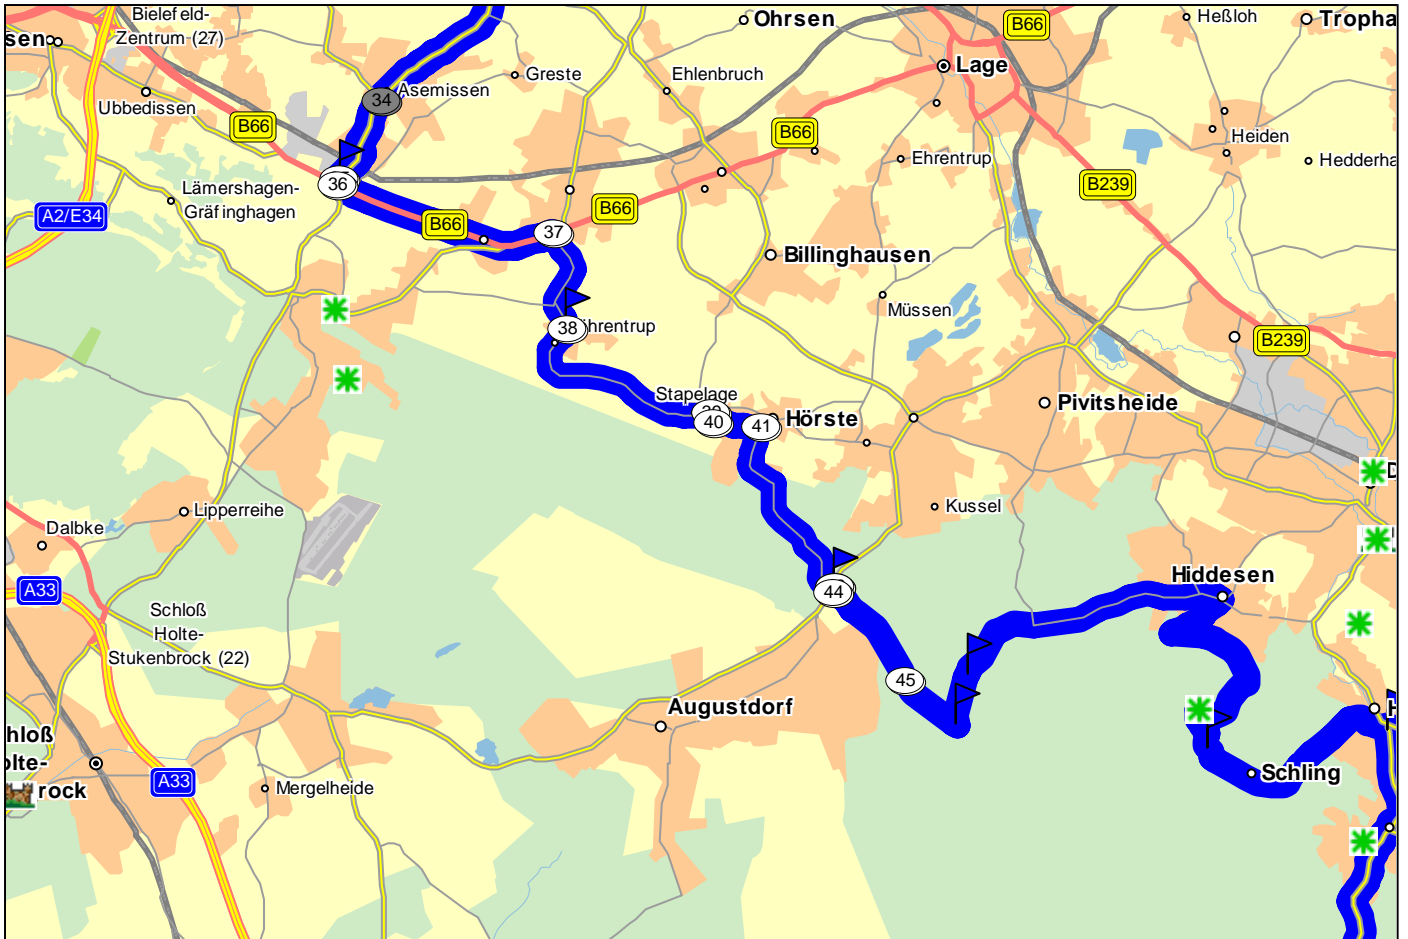 Bielefeld-
Zentrum (27)
Ohrsen
B66
Heßloh
Tropha
sen
Greste
Ehlenbruch
Lage
Asemissen
34
Ubbedissen
B66
B66
Heiden
Ehrentrup
Hedderha
36
Lämershagen-
Gräfinghagen
B239
A2/E34
B66
B66
37
Billinghausen
Müssen
38
hrentrup
B239
Stapelage
40
41
Hörste
Pivitsheide
Lipperreihe
Kussel
Dalbke
D
A33
44
Hiddesen
Schloß
Holte-
Stukenbrock (22)
45
Augustdorf
H
hloß
olte-
rock
A33
Mergelheide
Schling